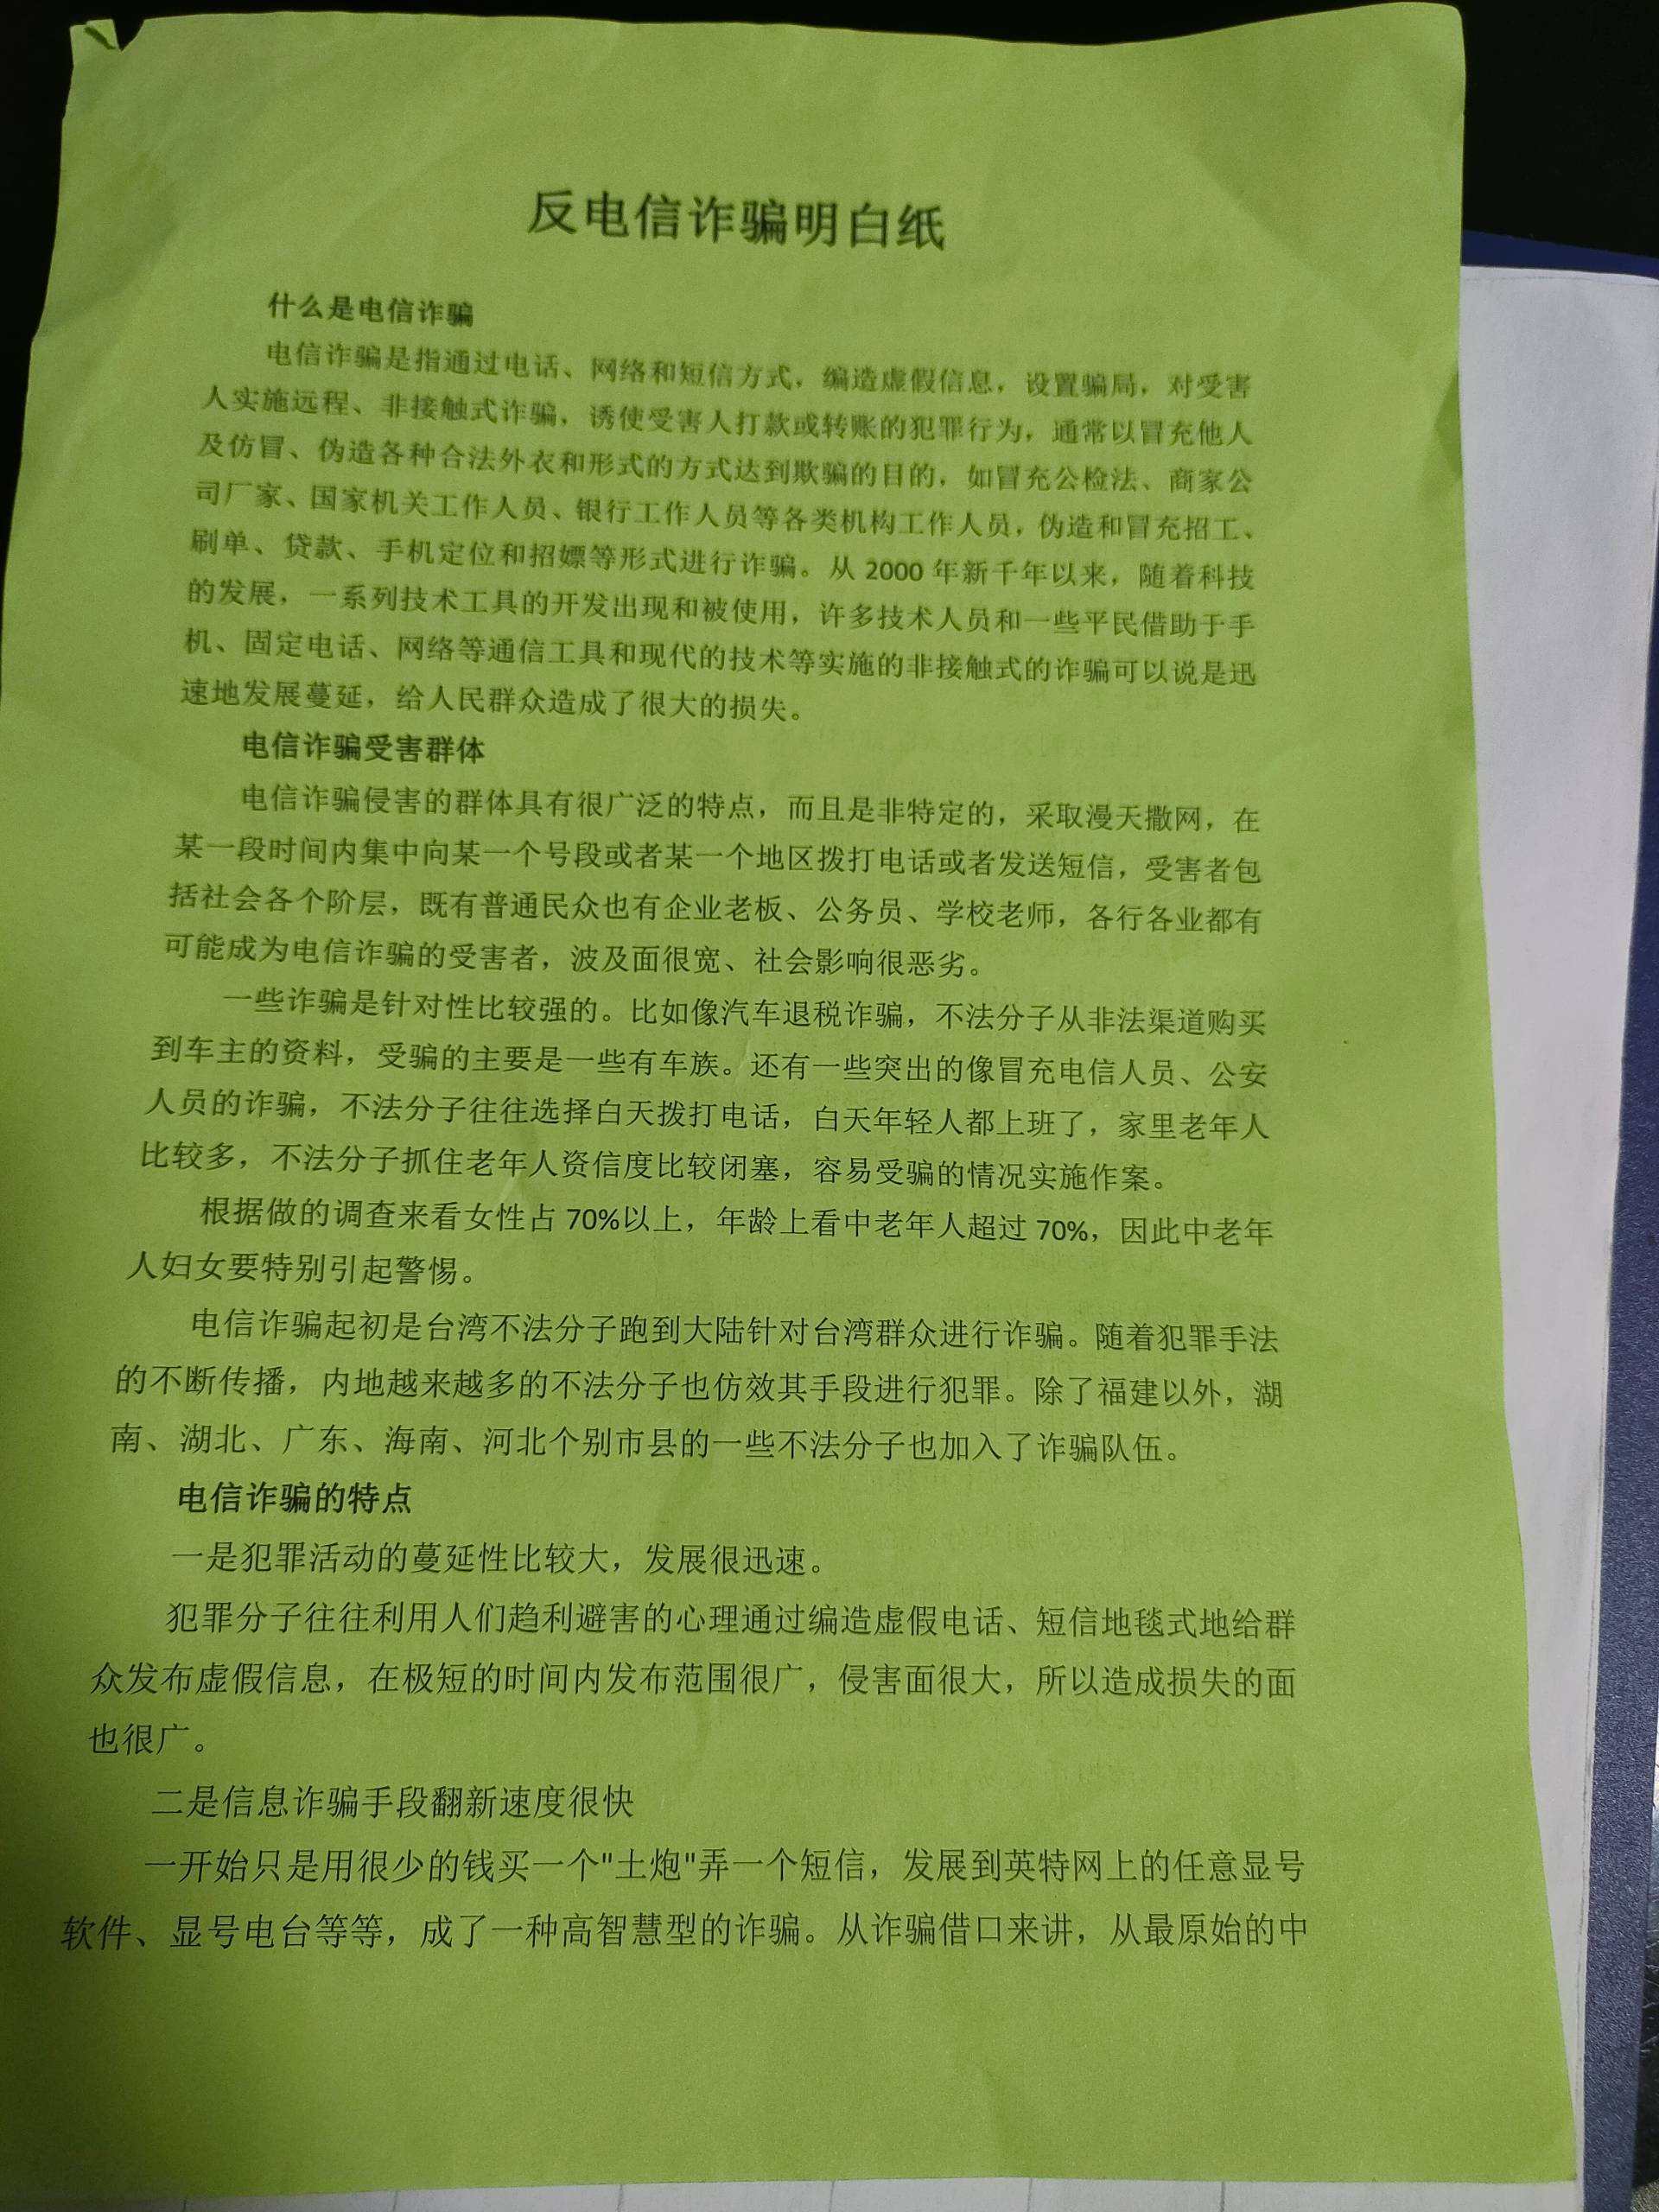 反电信诈骗明白纸
什么是电信诈骗
电信诈骗是指通过电话、网络和短信方式，编造虚假信息，设置骗局，对受害
人实施远程、非接触式诈骗，诱使受害人打款或转账的犯罪行为，通常以冒充他人
及仿冒、伪造各种合法外衣和形式的方式达到欺骗的目的，如冒充公检法、商家公
司厂家、国家机关工作人员、银行工作人员等各类机构工作人员，伪造和冒充招工、
刷单、贷款、手机定位和招嫖等形式进行诈骗。从 2000 年新千年以来，随着科技
的发展，一系列技术工具的开发出现和被使用，许多技术人员和一些平民借助于手
机、固定电话、网络等通信工具和现代的技术等实施的非接触式的诈骗可以说是迅
速地发展蔓延，给人民群众造成了很大的损失。
电信诈骗受害群体
电信诈骗侵害的群体具有很广泛的特点，而且是非特定的，采取漫天撒网，在
某一段时间内集中向某一个号段或者某一个地区拨打电话或者发送短信，受害者包
括社会各个阶层，既有普通民众也有企业老板、公务员、学校老师，各行各业都有
可能成为电信诈骗的受害者，波及面很宽、社会影响很恶劣。
一些诈骗是针对性比较强的。比如像汽车退税诈骗，不法分子从非法渠道购买
到车主的资料，受骗的主要是一些有车族。还有一些突出的像冒充电信人员、公安
人员的诈骗，不法分子往往选择白天拨打电话，白天年轻人都上班了，家里老年人
比较多，不法分子抓住老年人资信度比较闭塞，容易受骗的情况实施作案。
根据做的调查来看女性占 70%以上，年龄上看中老年人超过 70%，因此中老年
人妇女要特别引起警惕。
电信诈骗起初是台湾不法分子跑到大陆针对台湾群众进行诈骗。随着犯罪手法
的不断传播，内地越来越多的不法分子也仿效其手段进行犯罪。除了福建以外，湖
南、湖北、广东、海南、河北个别市县的一些不法分子也加入了诈骗队伍。
电信诈骗的特点
一是犯罪活动的蔓延性比较大，发展很迅速。
犯罪分子往往利用人们趋利避害的心理通过编造虚假电话、短信地毯式地给群
众发布虚假信息，在极短的时间内发布范围很广，侵害面很大，所以造成损失的面
也很广。
二是信息诈骗手段翻新速度很快
一开始只是用很少的钱买一个"土炮"弄一个短信，发展到英特网上的任意显号
软件、显号电台等等，成了一种高智慧型的诈骗。从诈骗借口来讲，从最原始的中